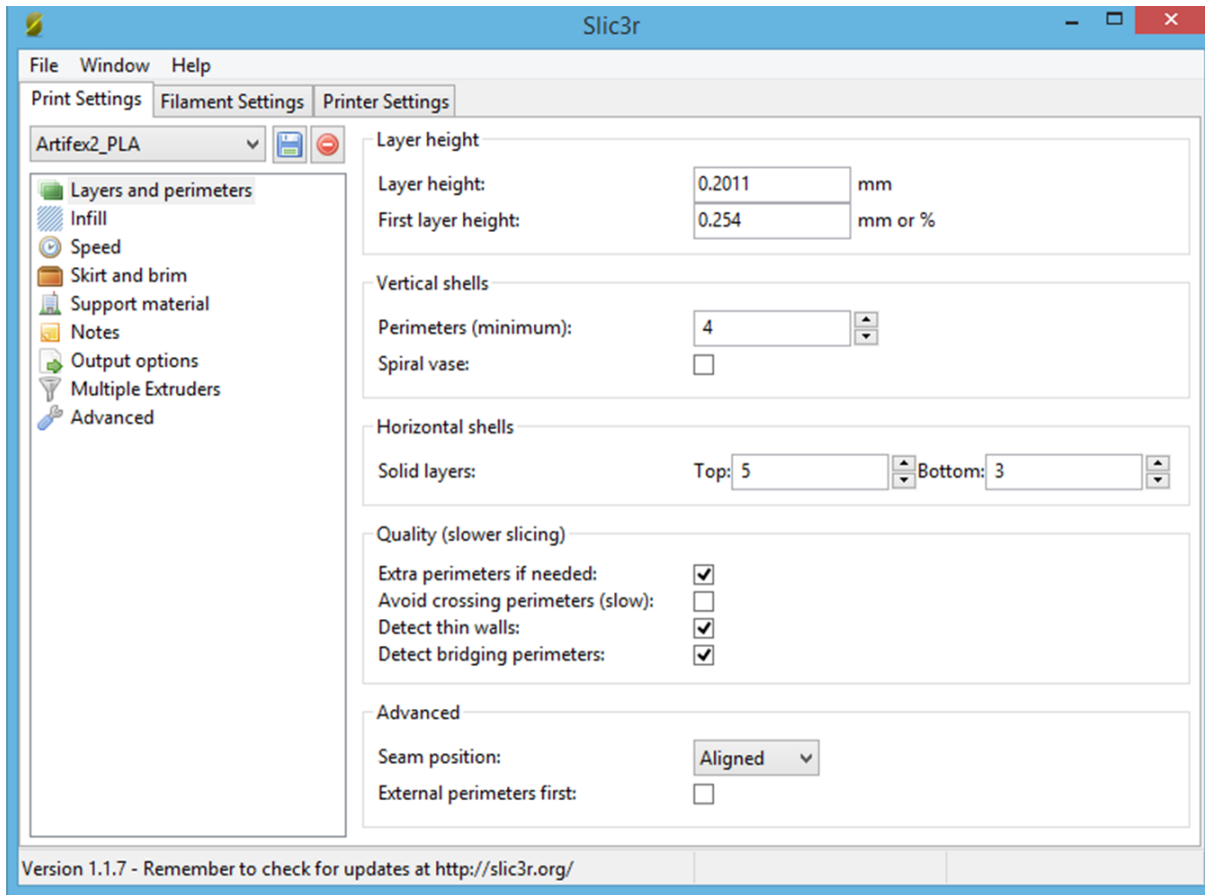 Slic3r
File Window Help
Print Settings Filament Settings Printer Settings
Artifex2_PLA
Layers and perimeters
Infill
Speed
Skirt and brim
Support material
Notes
Output options
Multiple Extruders
Advanced
Layer height
Layer height: 0.2011 mm
First layer height: 0.254 mm or %
Vertical shells
Perimeters (minimum): 4
Spiral vase:
Horizontal shells
Solid layers: Top: 5 Bottom: 3
Quality (slower slicing)
Extra perimeters if needed:
Avoid crossing perimeters (slow):
Detect thin walls:
Detect bridging perimeters:
Advanced
Seam position: Aligned
External perimeters first:
Version 1.1.7 - Remember to check for updates at http://slic3r.org/